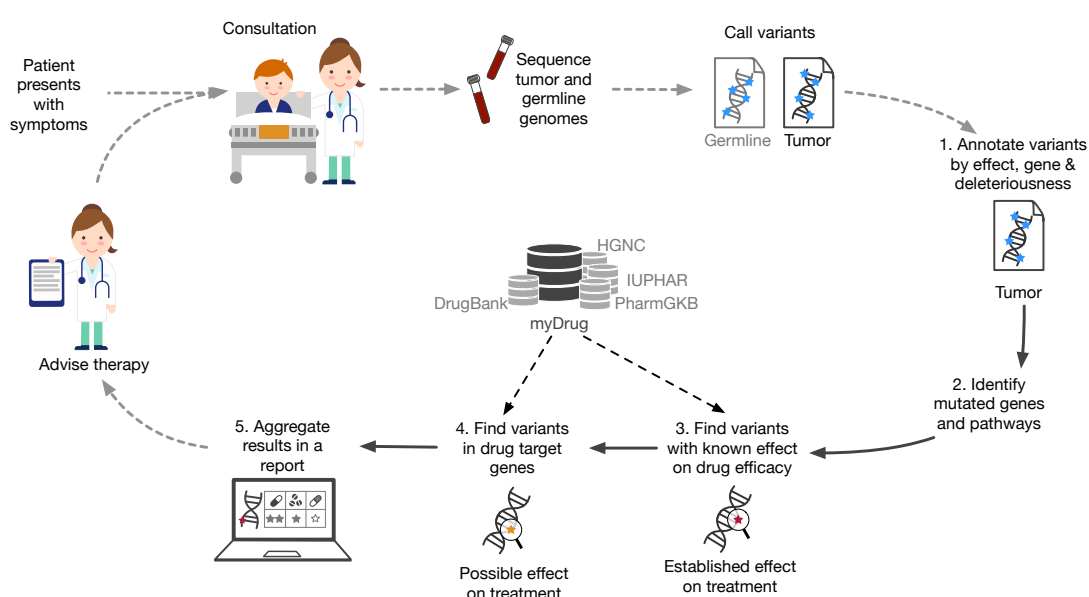 Patient
presents
with
symptoms
Consultation
Sequence
tumor and
germline
genomes
Call variants
Germline
Tumor
1. Annotate variants
by effect, gene &
deleteriousness
Tumor
2. Identify
mutated genes
and pathways
HGNC
IUPHAR
DrugBank
PharmGKB
myDrug
3. Find variants
with known effect
on drug efficacy
Established effect
on treatment
4. Find variants
in drug target
genes
Possible effect
on treatment
5. Aggregate
results in a
report
Advise therapy